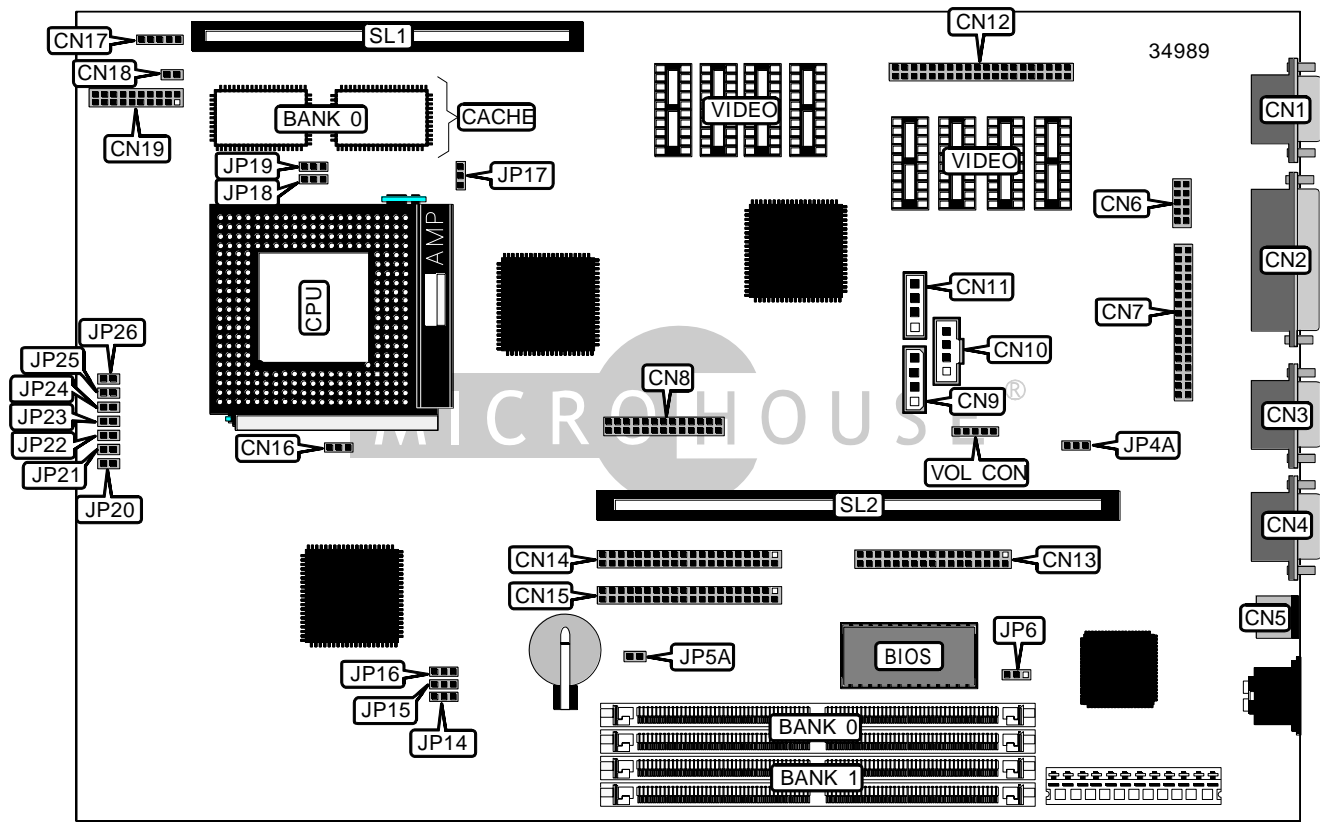 CN17
SL1
CN12
34989
CN18
CN1
BANK 0
CACHE
VIDEO
CN19
JP19
JP17
VIDEO
JP18
CN6
AMP
CN2
CPU
CN11
CN7
JP26
CN10
JP25
CN8
JP24
CN9
CN3
JP23
MICRO HOUSE®
JP22
CN16
JP4A
JP21
VOL CON
JP20
SL2
CN4
CN14
CN13
CN15
CN5
JP6
JP5A
BIOS
JP16
JP15
JP14
BANK 0
BANK 1